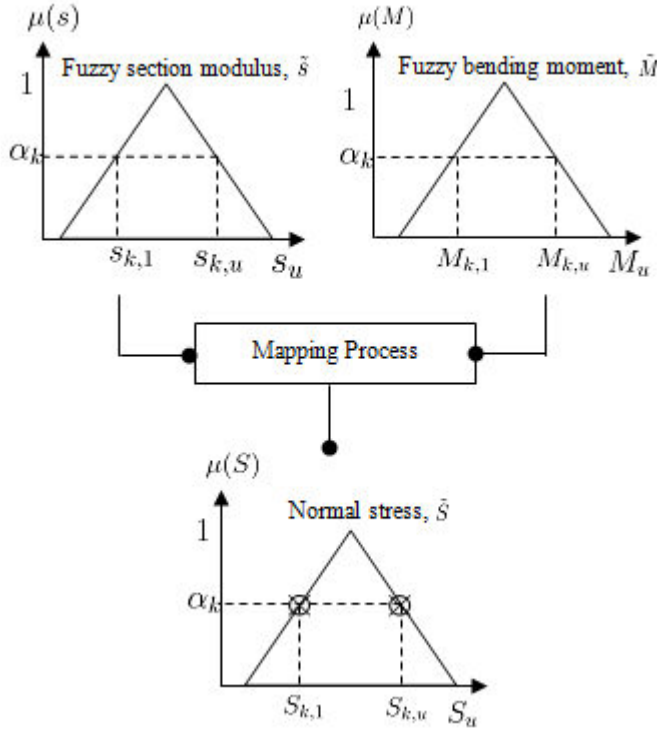 μ(s)
Fuzzy section modulus, s̃
1
α_k
s_{k,1} s_{k,u} s_u
μ(M)
Fuzzy bending moment, M̃
1
α_k
M_{k,1} M_{k,u} M_u
Mapping Process
μ(S)
Normal stress, s̃
1
α_k
S_{k,1} S_{k,u} S_u